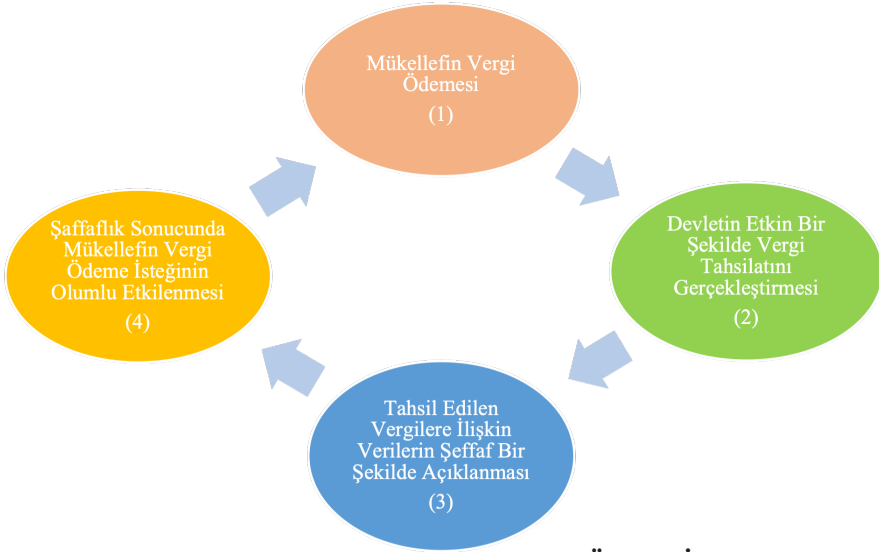 Mükellefin Vergi
Ödemesi
(1)
Devletin Etkin Bir
Şekilde Vergi
Tahsilatını
Gerçekleştirmesi
(2)
Tahsil Edilen
Vergilere İlişkin
Verilerin Şeffaf Bir
Şekilde Açıklanması
(3)
Şaffaflık Sonucunda
Mükellefin Vergi
Ödeme İsteğinin
Olumlu Etkilenmesi
(4)